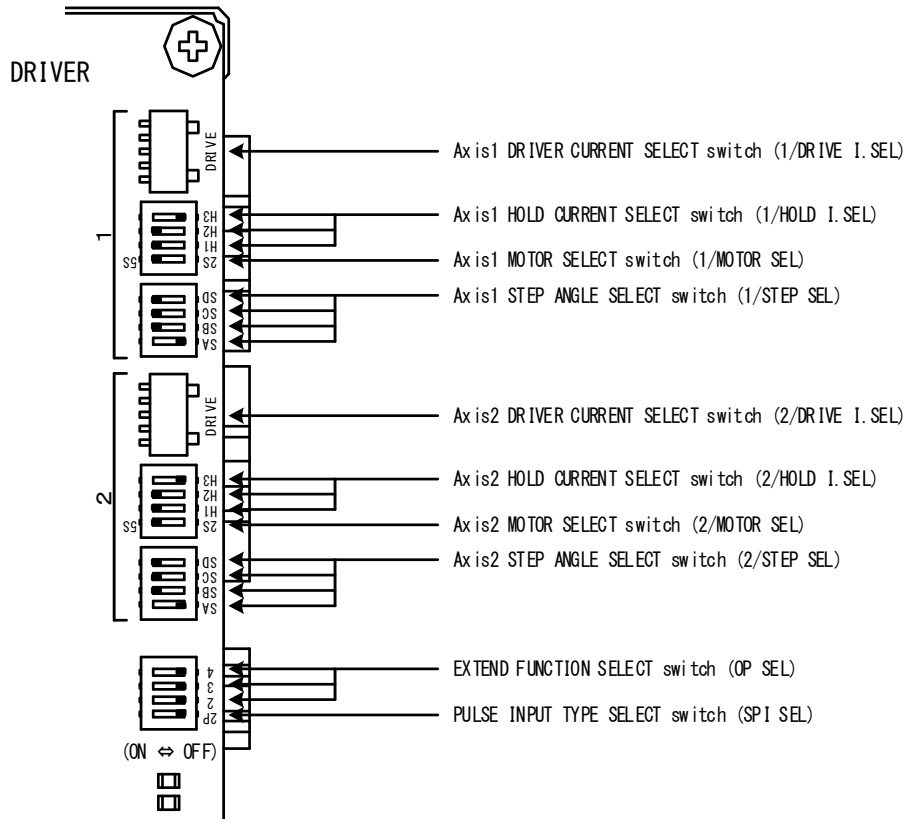 DRIVER
1
DRIVE
Axis1 DRIVER CURRENT SELECT switch (1/DRIVE I.SEL)
H3
H2
H1
Axis1 HOLD CURRENT SELECT switch (1/HOLD I.SEL)
5S
2S
Axis1 MOTOR SELECT switch (1/MOTOR SEL)
SD
SC
SB
SA
Axis1 STEP ANGLE SELECT switch (1/STEP SEL)
2
DRIVE
Axis2 DRIVER CURRENT SELECT switch (2/DRIVE I.SEL)
H3
H2
H1
Axis2 HOLD CURRENT SELECT switch (2/HOLD I.SEL)
5S
2S
Axis2 MOTOR SELECT switch (2/MOTOR SEL)
SD
SC
SB
SA
Axis2 STEP ANGLE SELECT switch (2/STEP SEL)
4
3
2
EXTEND FUNCTION SELECT switch (OP SEL)
2P
PULSE INPUT TYPE SELECT switch (SPI SEL)
(ON ⇔ OFF)